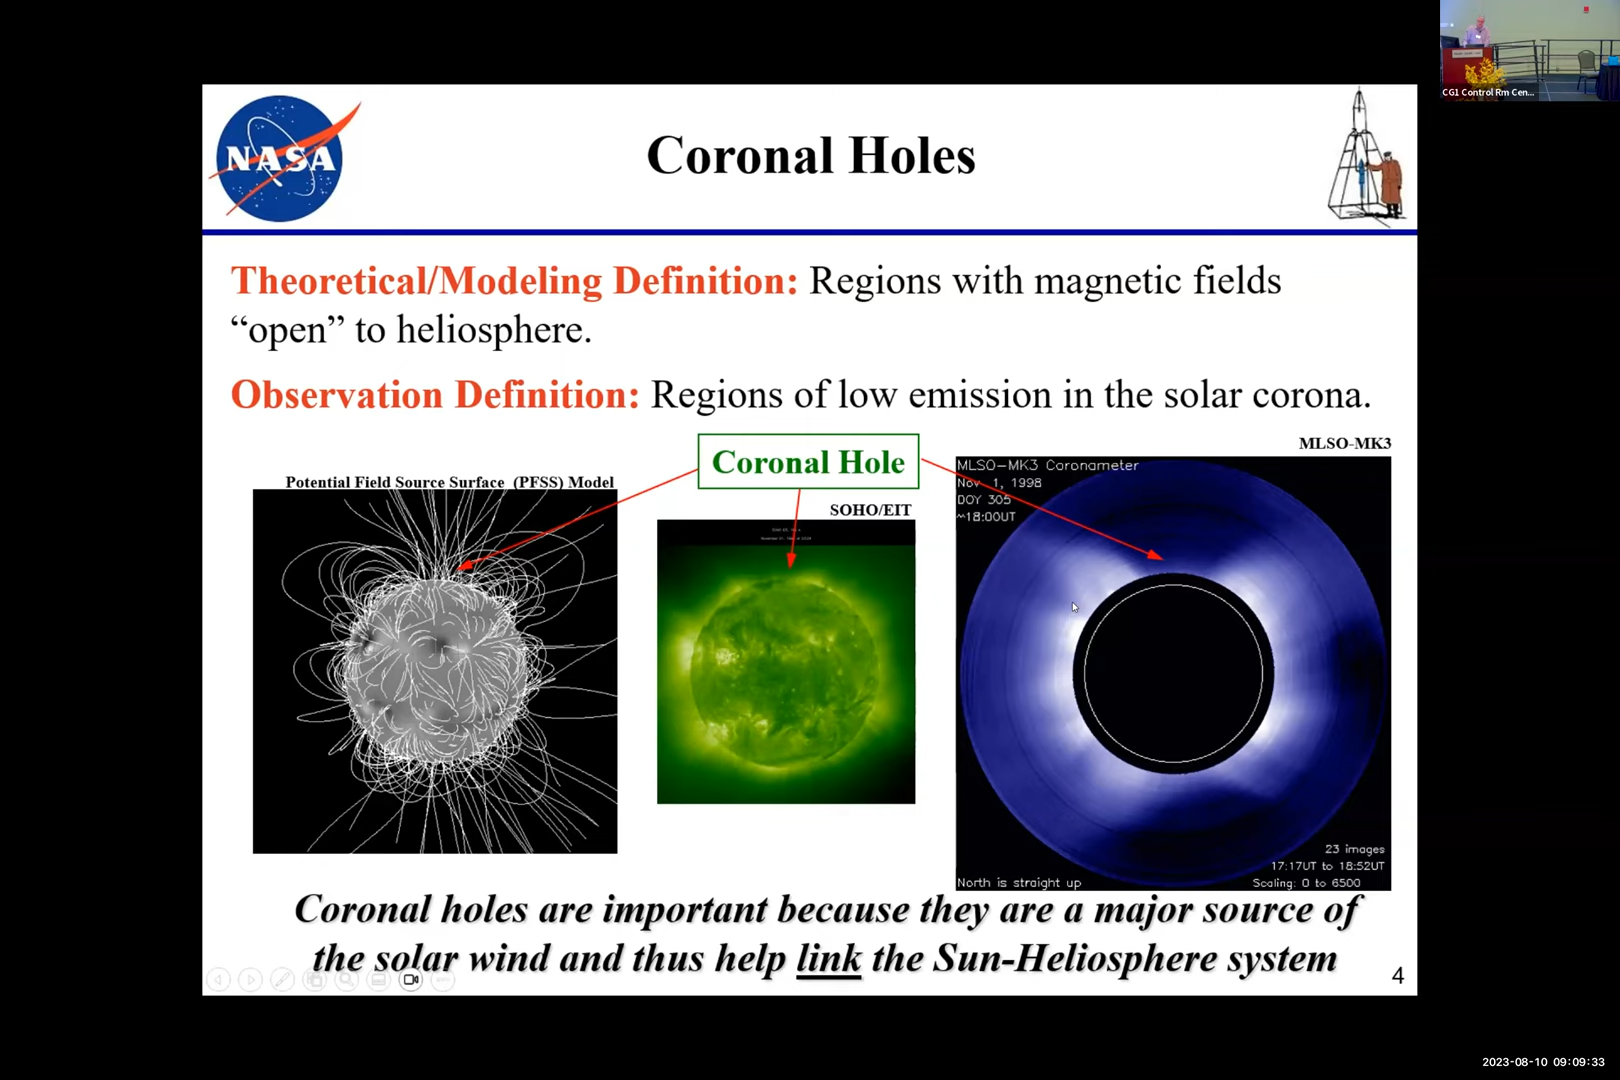 CG1 Control Rm Cen...
NASA
Coronal Holes
Theoretical/Modeling Definition: Regions with magnetic fields
“open” to heliosphere.
Observation Definition: Regions of low emission in the solar corona.
Coronal Hole
MLSO-MK3
Potential Field Source Surface (PFSS) Model
SOHO/EIT
MLSO-MK3 Coronameter
Nov 1, 1998
DOY 305
~18:00UT
23 images
17:17UT to 18:52UT
North is straight up
Scaling: 0 to 6500
Coronal holes are important because they are a major source of
the solar wind and thus help link the Sun-Heliosphere system
4
2023-08-10 09:09:33